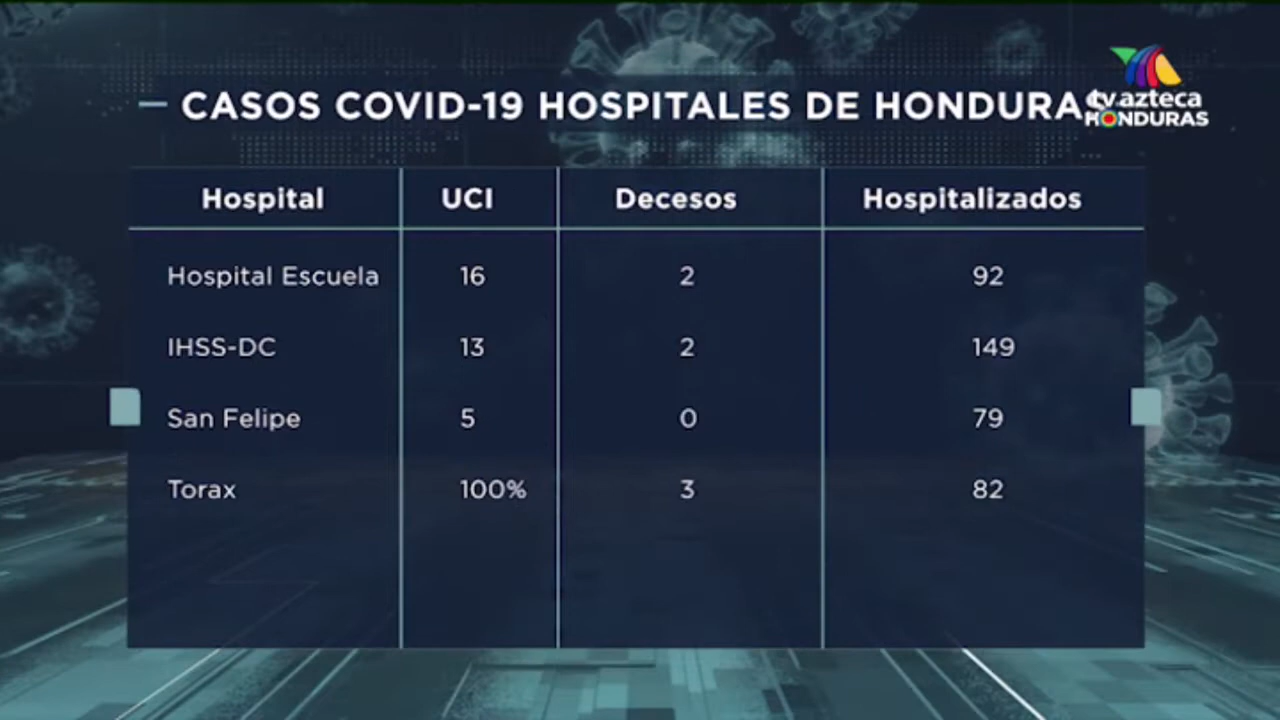 CASOS COVID-19 HOSPITALES DE HONDURA
tv azteca
HONDURAS
Hospital UCI Decesos Hospitalizados
Hospital Escuela 16 2 92
IHSS-DC 13 2 149
San Felipe 5 0 79
Torax 100% 3 82